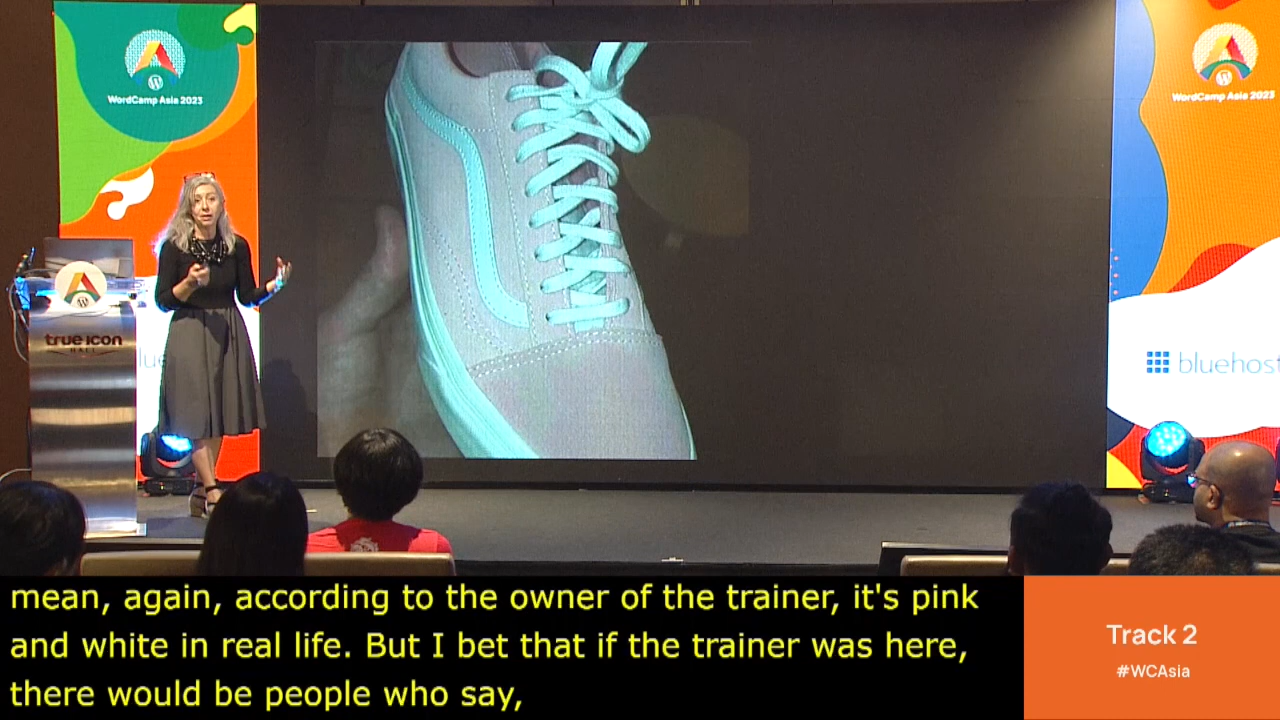 WordCamp Asia 2023
WordCamp Asia 2023
true icon
HALL
blue
bluehost
mean, again, according to the owner of the trainer, it's pink
and white in real life. But I bet that if the trainer was here,
there would be people who say,
Track 2
#WCAsia